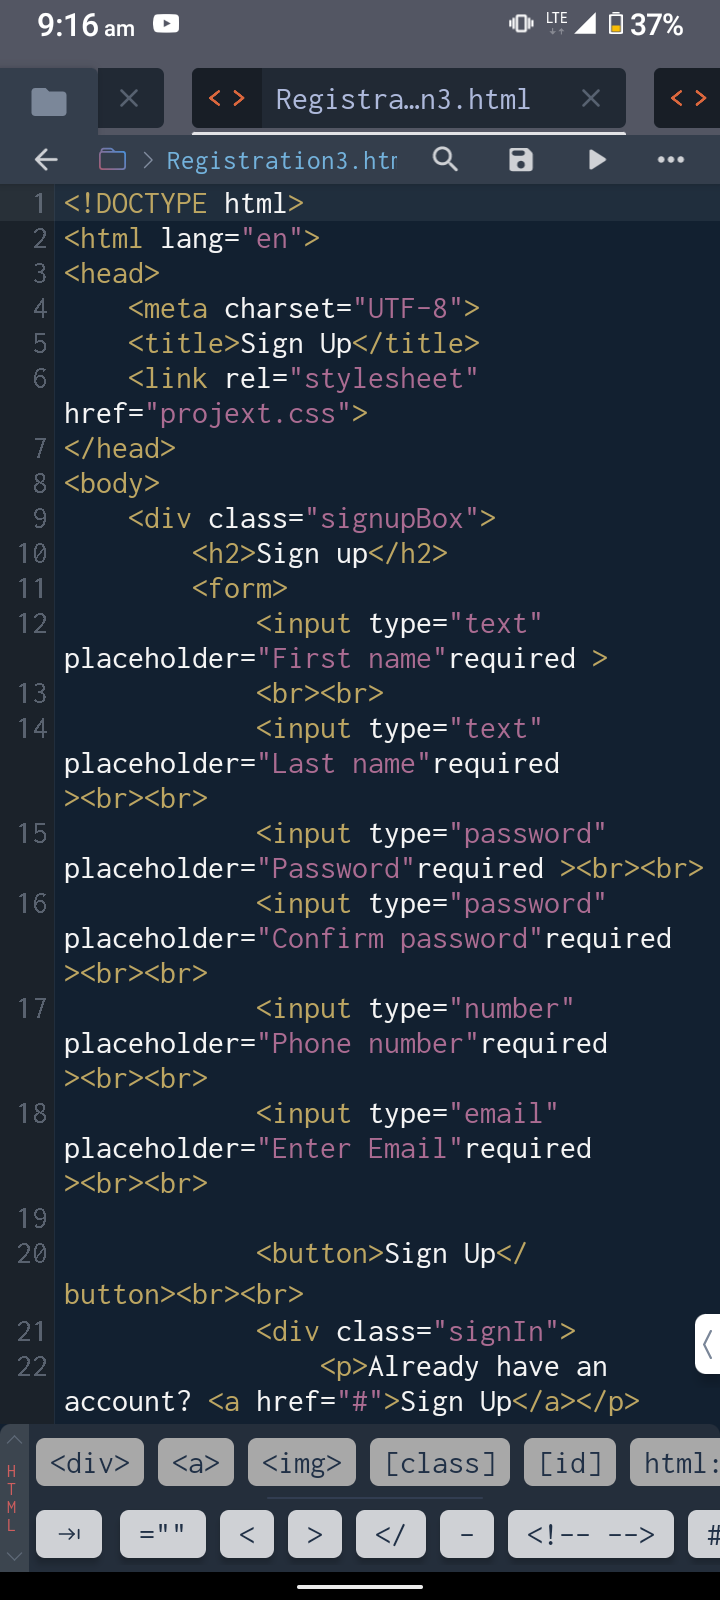 9:16 am LTE 37%
Registra…n3.html
Registration3.htm
1 <!DOCTYPE html>
2 <html lang="en">
3 <head>
4 <meta charset="UTF-8">
5 <title>Sign Up</title>
6 <link rel="stylesheet"
href="projext.css">
7 </head>
8 <body>
9 <div class="signupBox">
10 <h2>Sign up</h2>
11 <form>
12 <input type="text"
placeholder="First name"required >
13 <br><br>
14 <input type="text"
placeholder="Last name"required
><br><br>
15 <input type="password"
placeholder="Password"required ><br><br>
16 <input type="password"
placeholder="Confirm password"required
><br><br>
17 <input type="number"
placeholder="Phone number"required
><br><br>
18 <input type="email"
placeholder="Enter Email"required
><br><br>
19
20 <button>Sign Up</
button><br><br>
21 <div class="signIn">
22 <p>Already have an
account? <a href="#">Sign Up</a></p>
HTML
<div> <a> <img> [class] [id] html:
="" < > </ - <!-- --> #